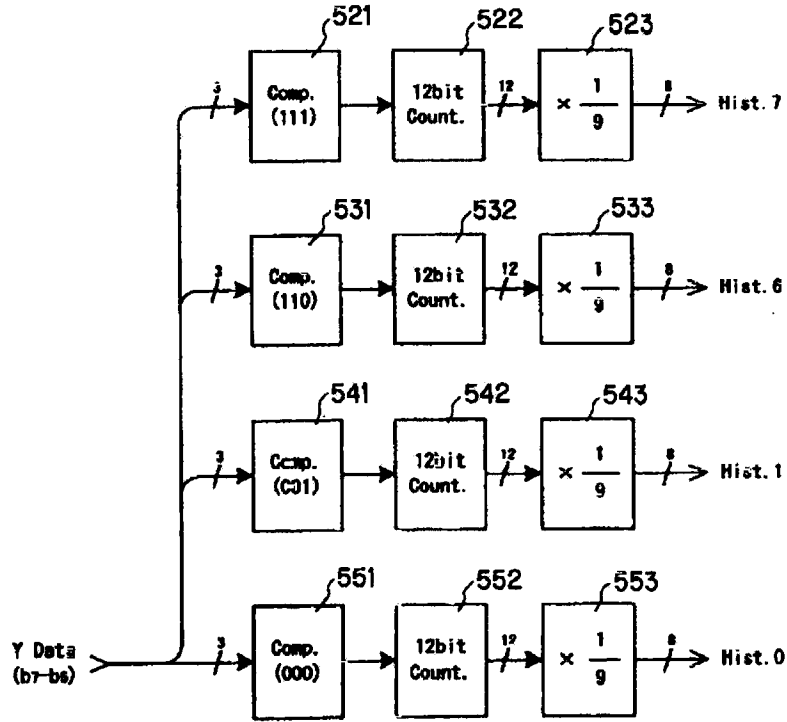 521
522
523
3
Comp.
(111)
12bit
Count.
12
× 1/9
8
Hist. 7
531
532
533
3
Comp.
(110)
12bit
Count.
12
× 1/9
8
Hist. 6
541
542
543
3
Comp.
(C01)
12bit
Count.
12
× 1/9
8
Hist. 1
551
552
553
Y Data
(b7-b5)
3
Comp.
(000)
12bit
Count.
12
× 1/9
8
Hist. 0